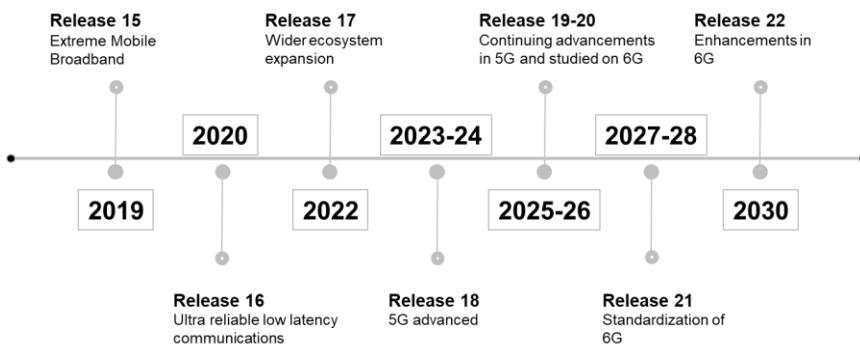 Release 15
Extreme Mobile
Broadband
Release 17
Wider ecosystem
expansion
Release 19-20
Continuing advancements
in 5G and studied on 6G
Release 22
Enhancements in
6G
2020
2023-24
2027-28
2019
2022
2025-26
2030
Release 16
Ultra reliable low latency
communications
Release 18
5G advanced
Release 21
Standardization of
6G